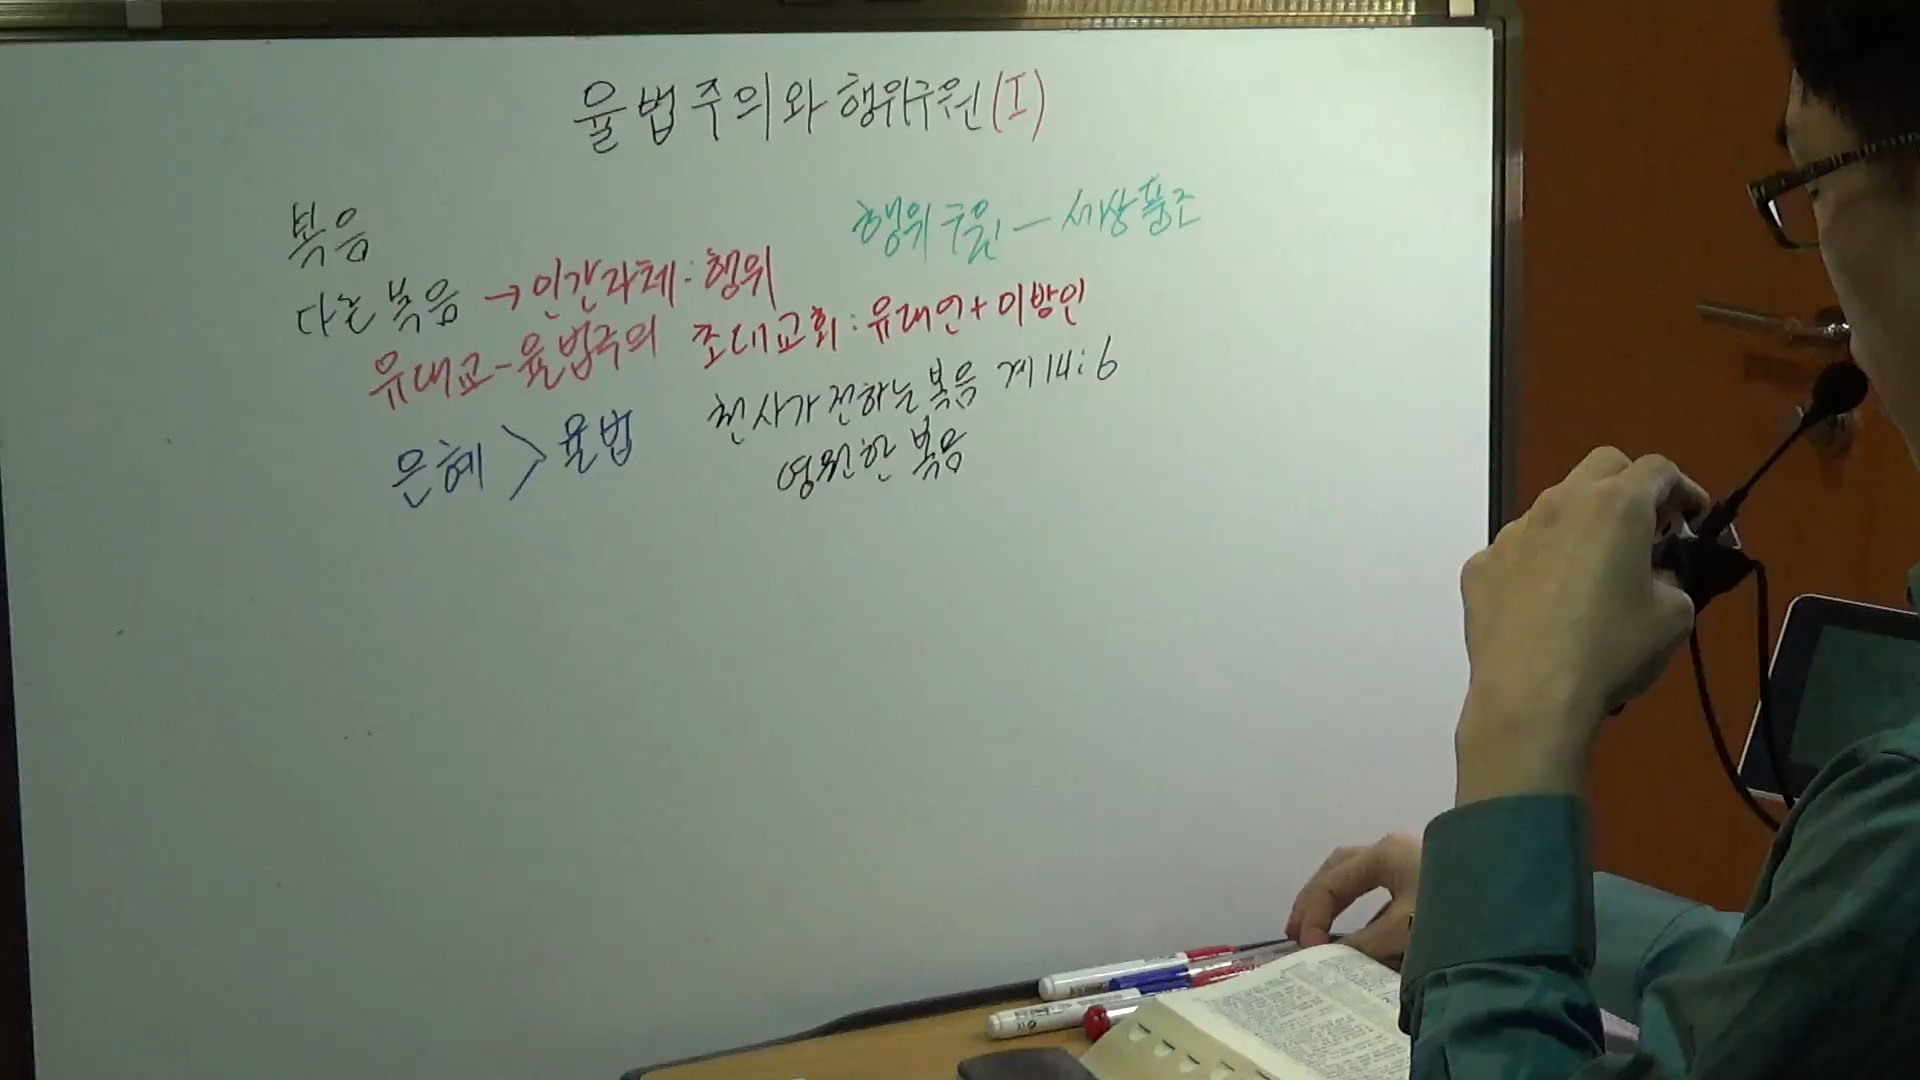 율법주의와 행위구원(I)
복음
행위구원 - 세상풍조
다른 복음 → 인간자체 : 행위
유대교 - 율법주의 초대교회 : 유대인 + 이방인
은혜 > 율법
천사가 전하는 복음 계 14:6
영원한 복음